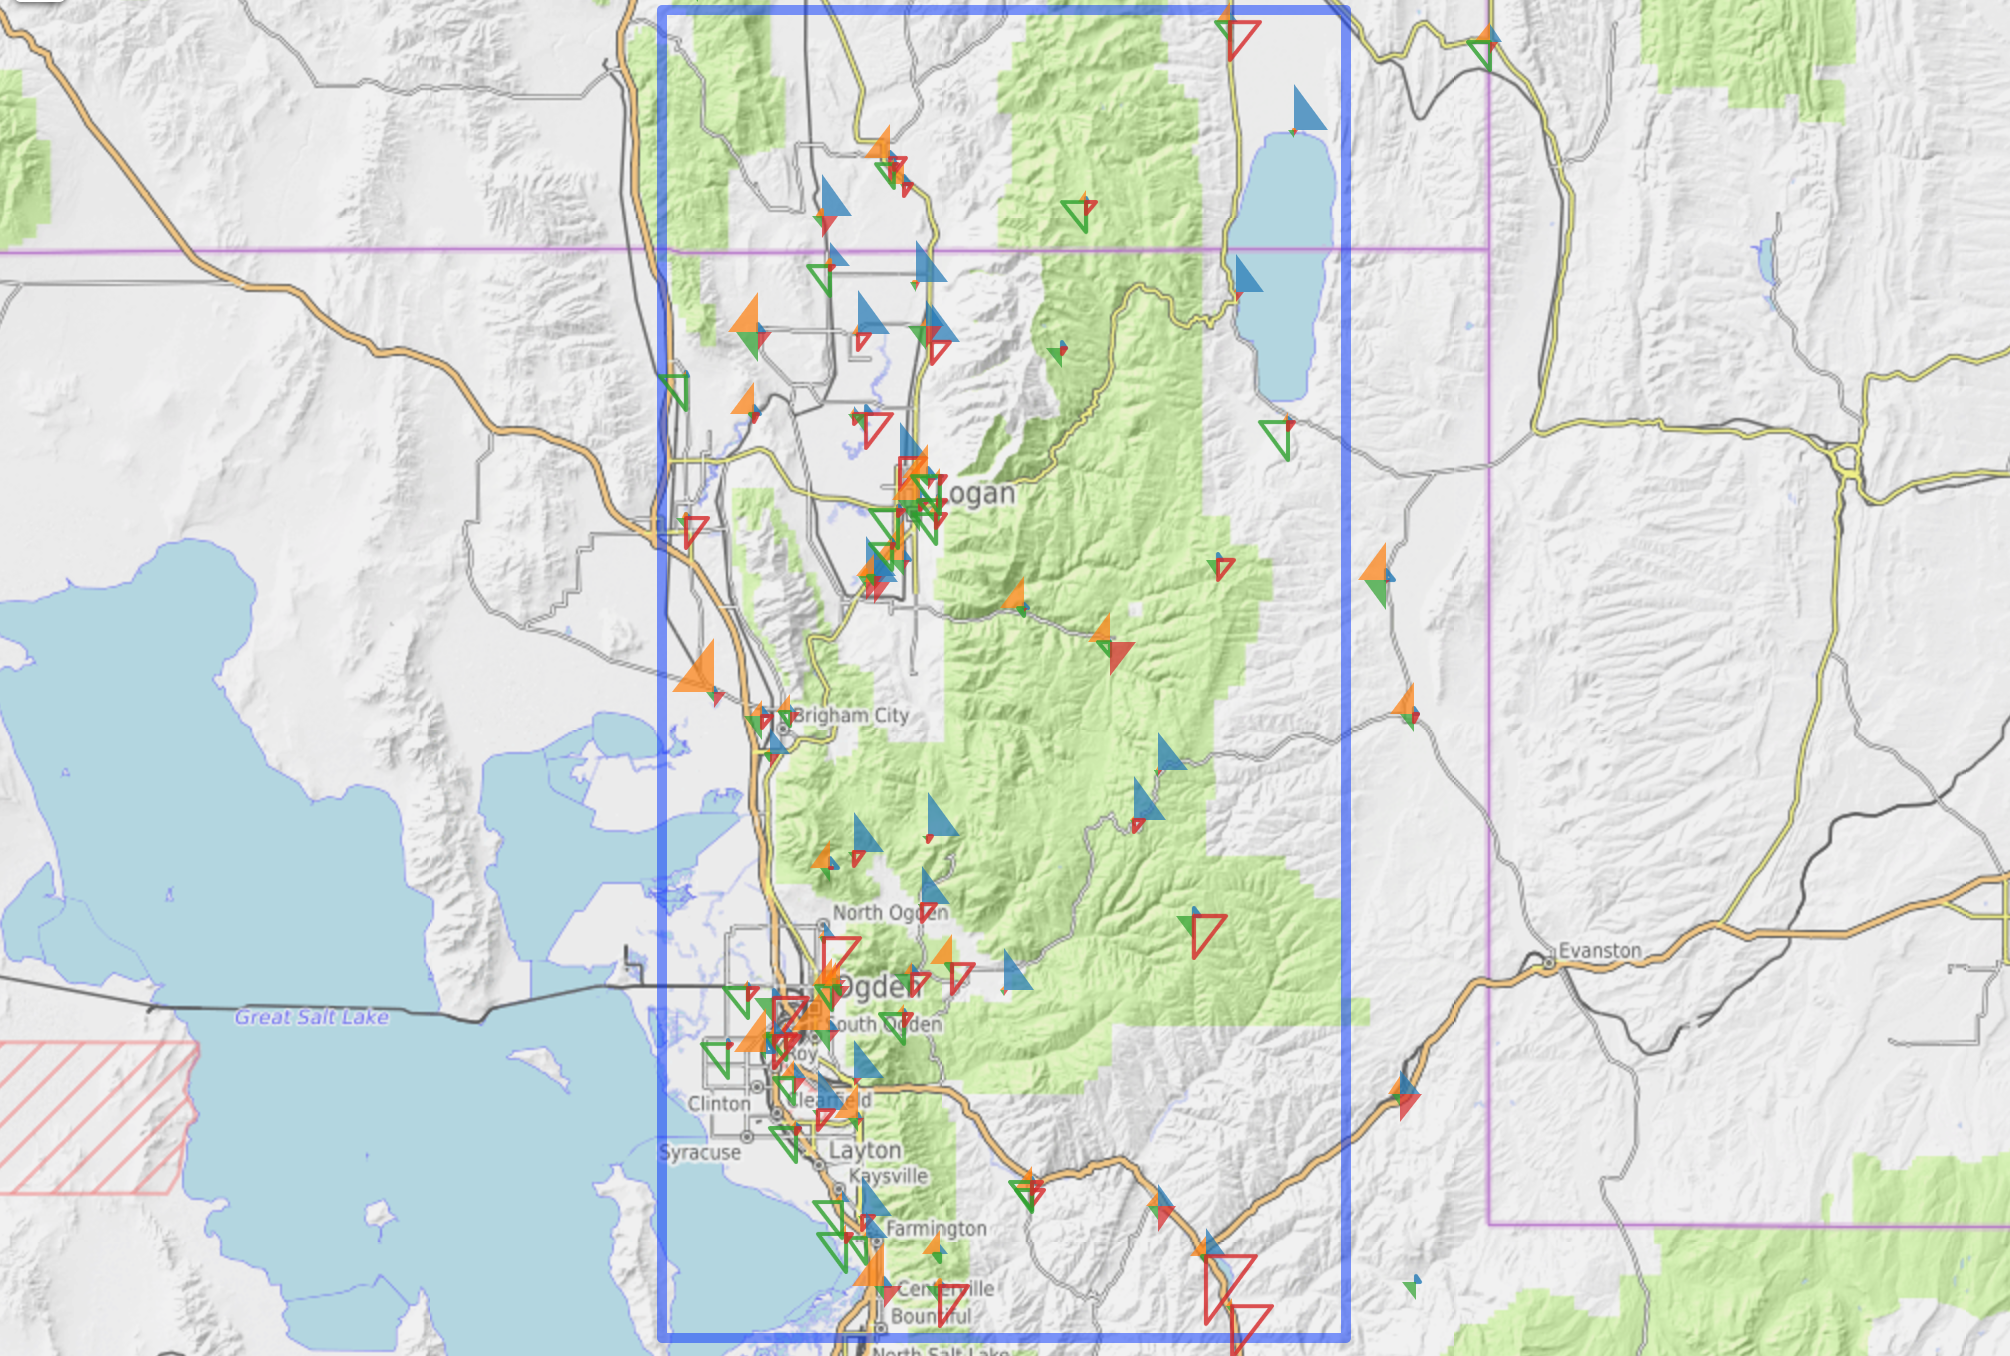 ogan
Brigham City
North Ogden
Evanston
Ogden
Great Salt Lake
South Ogden
Roy
Clinton
Clearfield
Syracuse
Layton
Kaysville
Farmington
Centerville
Bountiful
North Salt Lake